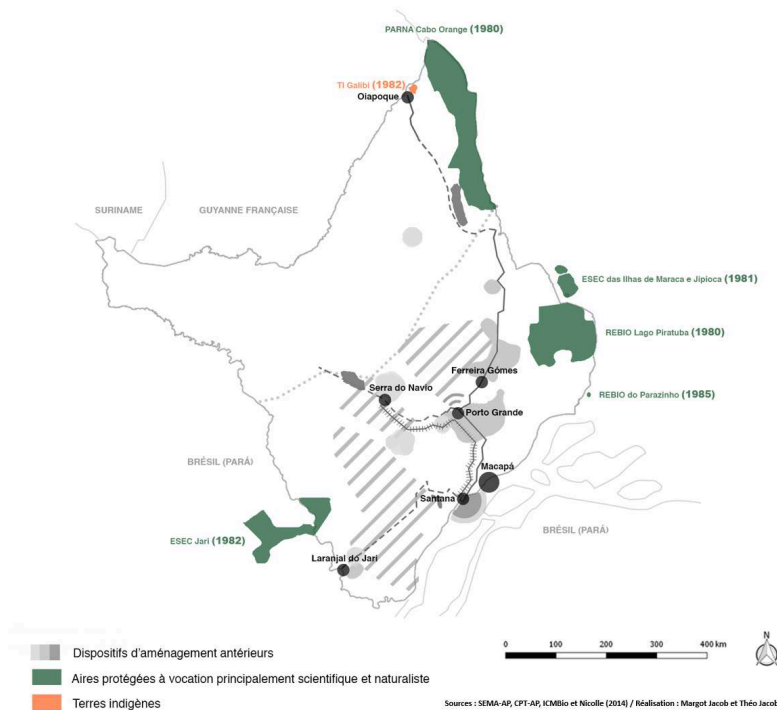 PARNA Cabo Orange (1980)
TI Galibi (1982)
Oiapoque
SURINAME
GUYANNE FRANÇAISE
ESEC das Ilhas de Maraca e Jipioca (1981)
REBIO Lago Piratuba (1980)
Ferreira Gómes
Serra do Navio
REBIO do Parazinho (1985)
Porto Grande
BRÉSIL (PARÁ)
Macapá
Santana
BRÉSIL (PARÁ)
ESEC Jari (1982)
Laranjal do Jari
Dispositifs d'aménagement antérieurs
0 100 200 300 400 km
N
Aires protégées à vocation principalement scientifique et naturaliste
Terres indigènes
Sources : SEMA-AP, CPT-AP, ICMBio et Nicolle (2014) / Réalisation : Margot Jacob et Théo Jacob